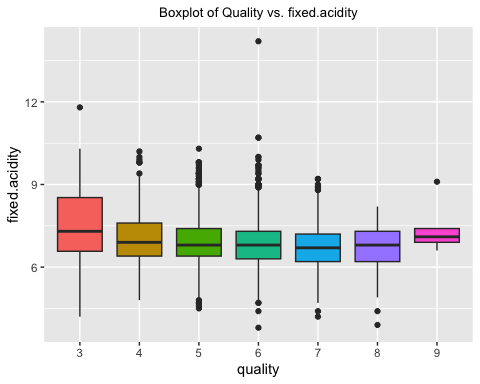 Boxplot of Quality vs. fixed.acidity
fixed.acidity
12
9
6
3 4 5 6 7 8 9
quality